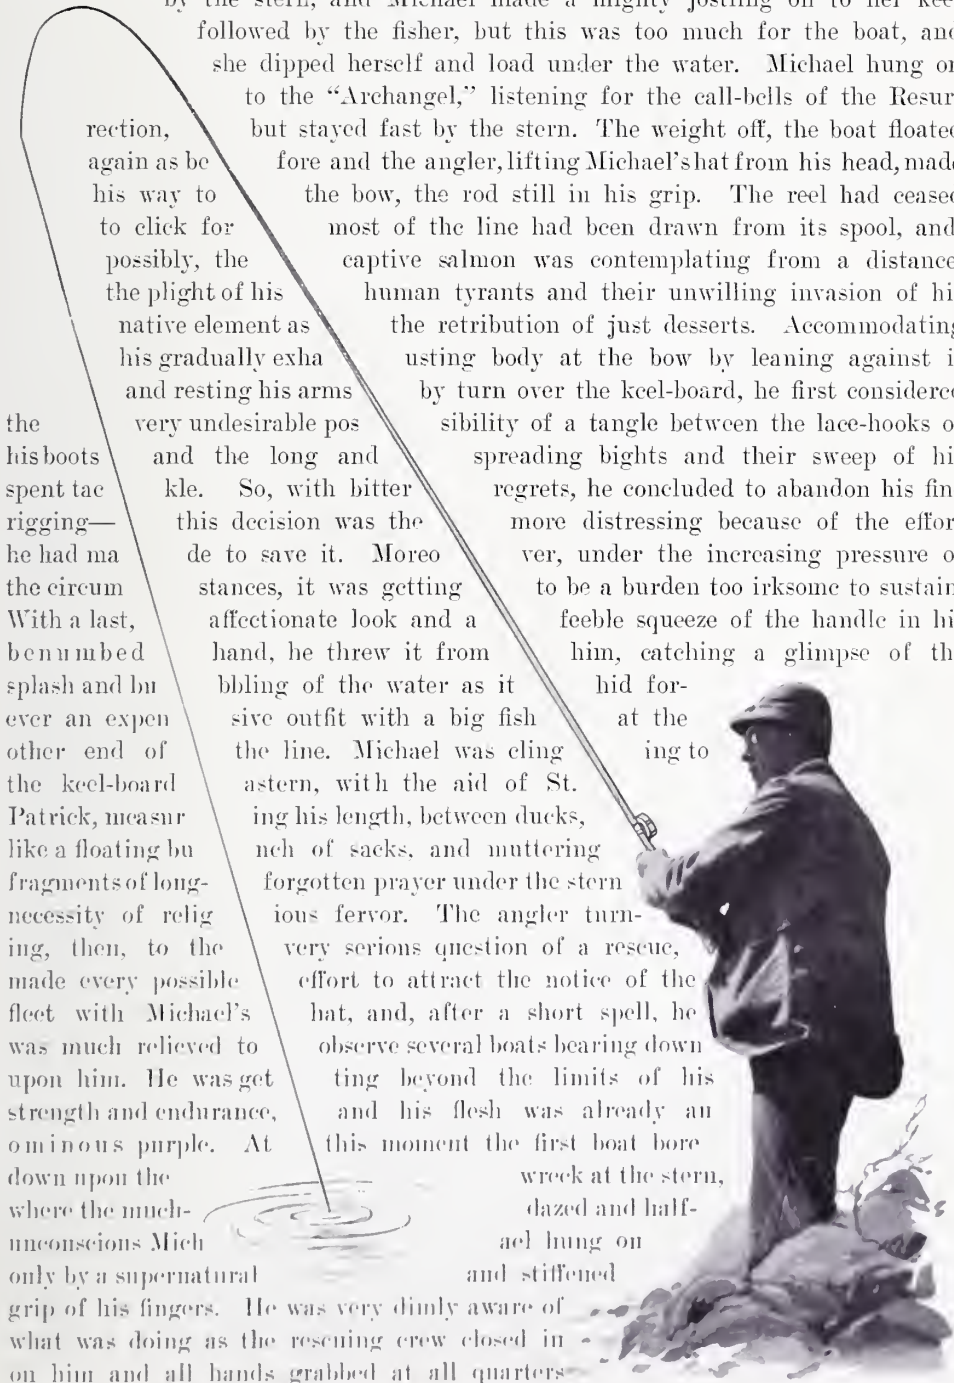 by the stern, and Michael made a mighty jostling on to her kee
followed by the fisher, but this was too much for the boat, and
she dipped herself and load under the water. Michael hung on
to the “Archangel,” listening for the call-bells of the Resur
rection, but stayed fast by the stern. The weight off, the boat floated
again as be fore and the angler, lifting Michael's hat from his head, made
his way to the bow, the rod still in his grip. The reel had ceased
to click for most of the line had been drawn from its spool, and
possibly, the captive salmon was contemplating from a distance
the plight of his human tyrants and their unwilling invasion of hi
native element as the retribution of just desserts. Accommodating
his gradually exha usting body at the bow by leaning against i
and resting his arms by turn over the keel-board, he first considere
the very undesirable pos sibility of a tangle between the lace-hooks o
his boots and the long and spreading bights and their sweep of hi
spent tac kle. So, with bitter regrets, he concluded to abandon his fin
rigging— this decision was the more distressing because of the effor
he had ma de to save it. Moreo ver, under the increasing pressure o
the circum stances, it was getting to be a burden too irksome to sustain
With a last, affectionate look and a feeble squeeze of the handle in hi
benumbed hand, he threw it from him, catching a glimpse of th
splash and bu bbling of the water as it hid for-
ever an expen sive outfit with a big fish at the
other end of the line. Michael was cling ing to
the keel-board astern, with the aid of St.
Patrick, measur ing his length, between ducks,
like a floating bu nch of sacks, and muttering
fragments of long- forgotten prayer under the stern
necessity of relig ious fervor. The angler turn-
ing, then, to the very serious question of a rescue,
made every possible effort to attract the notice of the
fleet with Michael's hat, and, after a short spell, he
was much relieved to observe several boats bearing down
upon him. He was get ting beyond the limits of his
strength and endurance, and his flesh was already an
ominous purple. At this moment the first boat bore
down upon the wreck at the stern,
where the much- dazed and half-
unconscious Mich ael hung on
only by a supernatural and stiffened
grip of his fingers. He was very dimly aware of
what was doing as the rescuing crew closed in
on him and all hands grabbed at all quarters